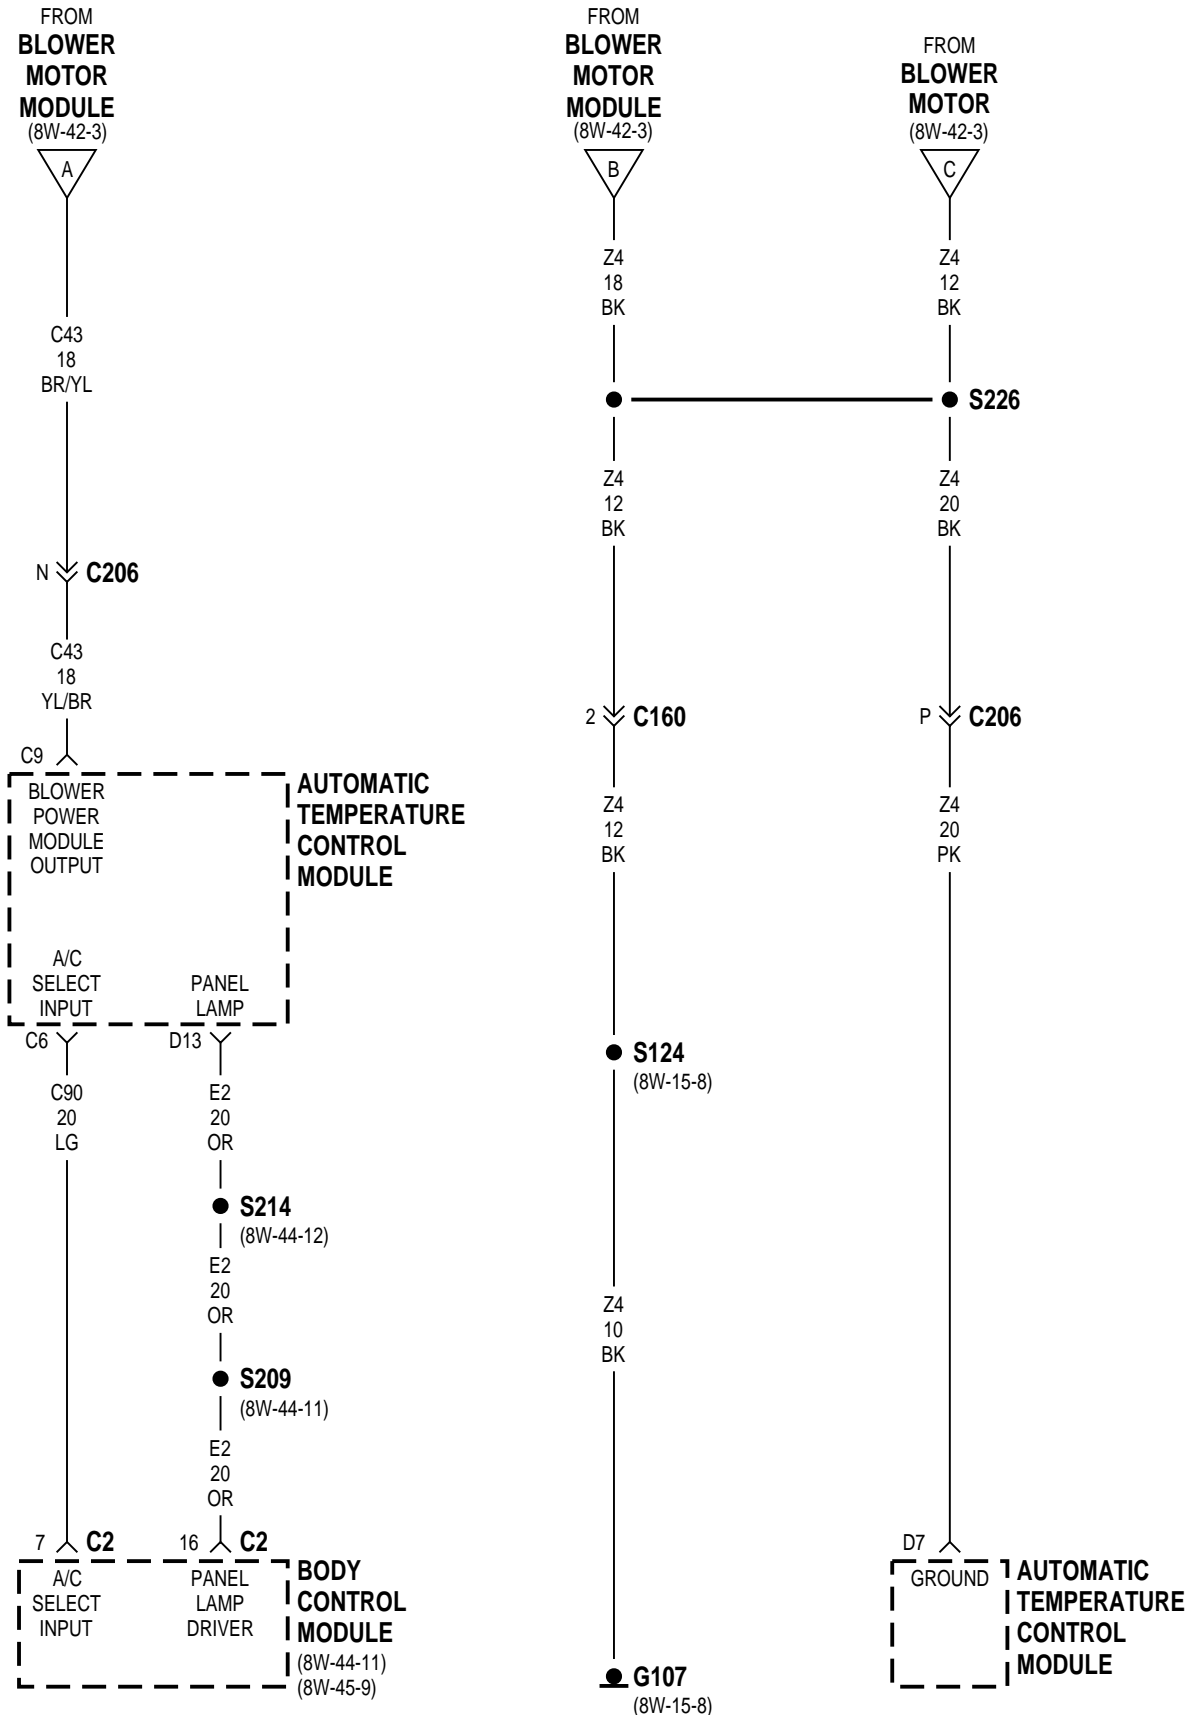 FROM
BLOWER
MOTOR
MODULE
(8W-42-3)
A
C43
18
BR/YL
N
C206
C43
18
YL/BR
C9
BLOWER
POWER
MODULE
OUTPUT
AUTOMATIC
TEMPERATURE
CONTROL
MODULE
A/C
SELECT
INPUT
PANEL
LAMP
C6
D13
C90
20
LG
E2
20
OR
S214
(8W-44-12)
E2
20
OR
S209
(8W-44-11)
E2
20
OR
7
C2
16
C2
A/C
SELECT
INPUT
PANEL
LAMP
DRIVER
BODY
CONTROL
MODULE
(8W-44-11)
(8W-45-9)
FROM
BLOWER
MOTOR
MODULE
(8W-42-3)
B
Z4
18
BK
Z4
12
BK
2
C160
Z4
12
BK
S124
(8W-15-8)
Z4
10
BK
G107
(8W-15-8)
FROM
BLOWER
MOTOR
(8W-42-3)
C
Z4
12
BK
S226
Z4
20
BK
P
C206
Z4
20
PK
D7
GROUND
AUTOMATIC
TEMPERATURE
CONTROL
MODULE